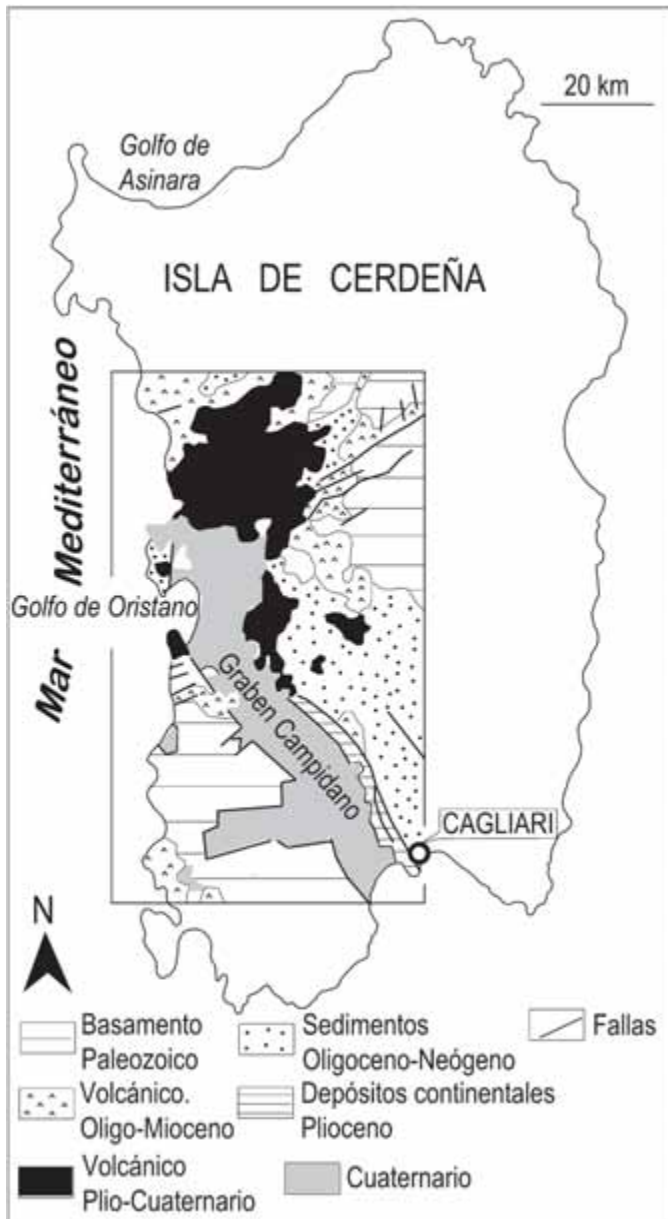 20 km
Golfo de
Asinara
ISLA DE CERDEÑA
Mar Mediterráneo
Golfo de Oristano
Graben Campidano
CAGLIARI
N
Basamento
Paleozoico
Sedimentos
Oligoceno-Neógeno
Fallas
Volcánico.
Oligo-Mioceno
Depósitos continentales
Plioceno
Volcánico
Plio-Cuaternario
Cuaternario